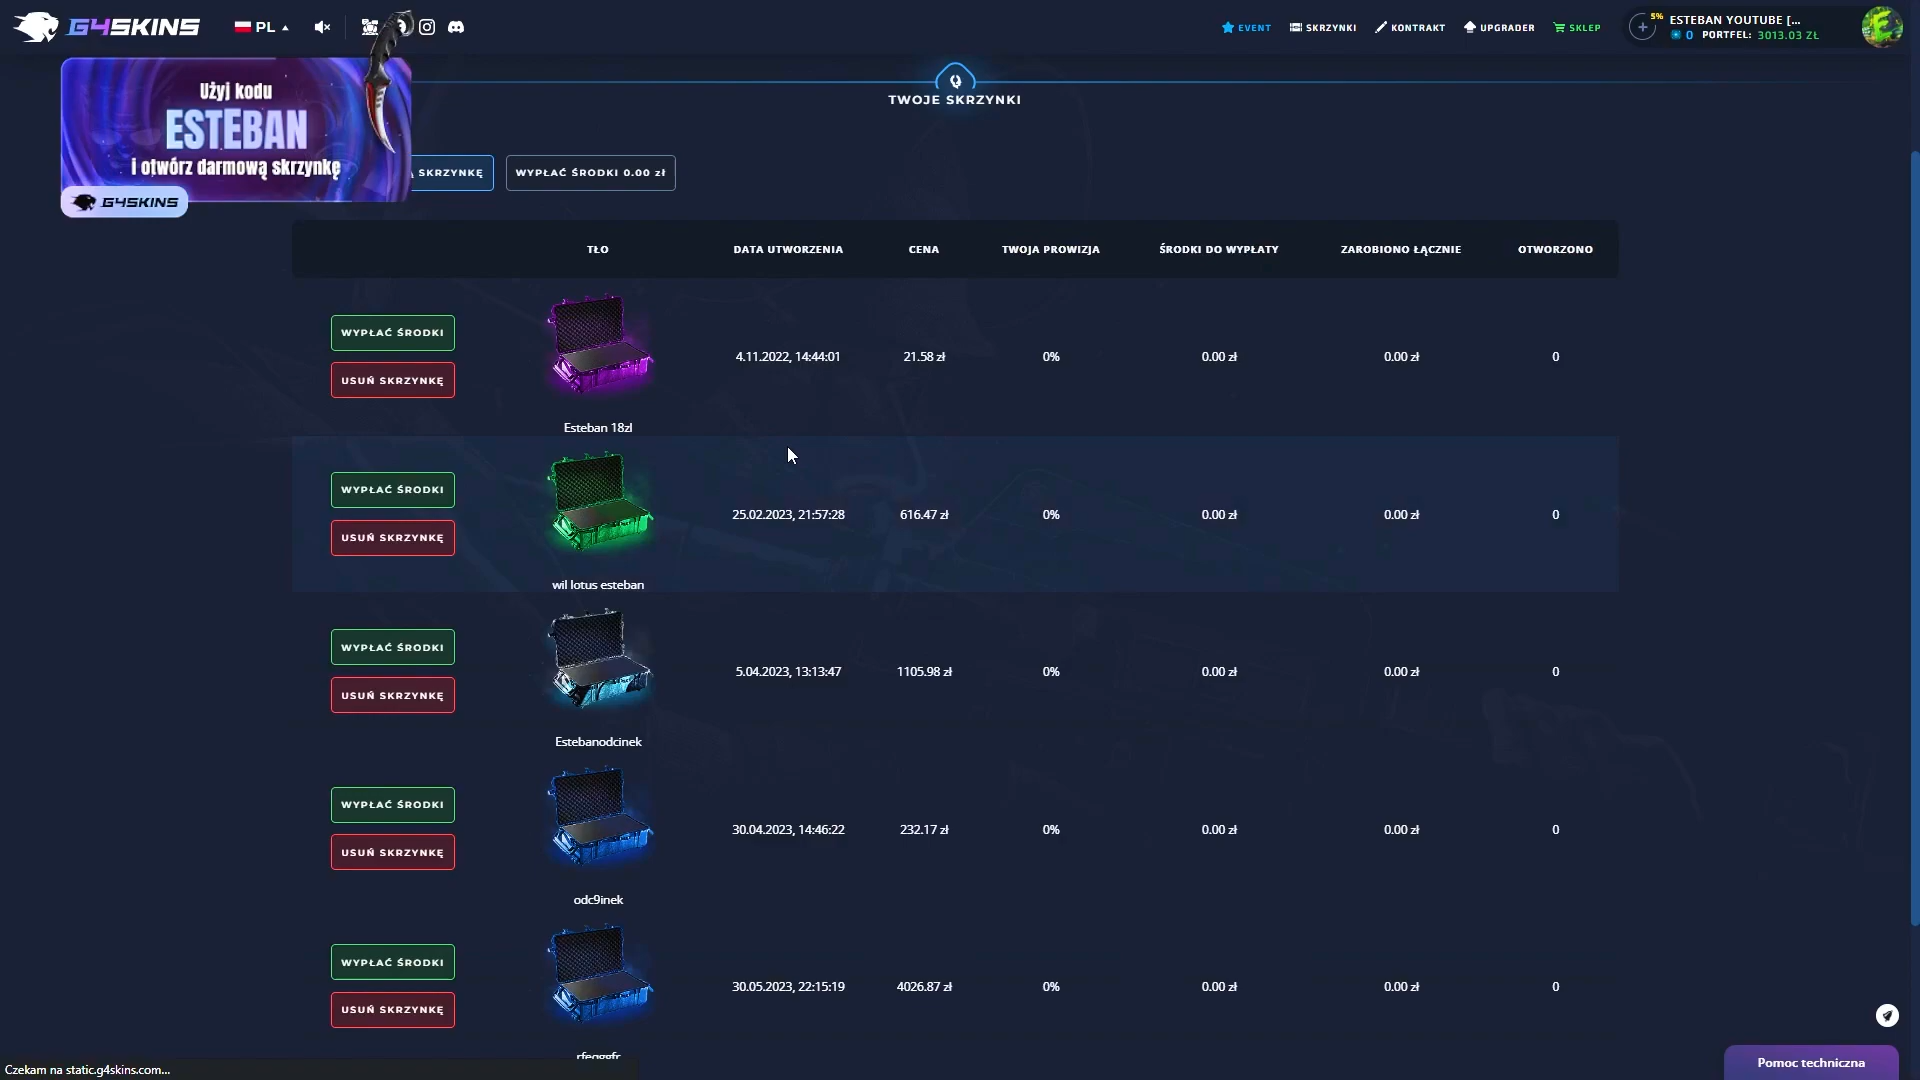 G4SKINS
PL
EVENT
SKRZYNKI
KONTRAKT
UPGRADER
SKLEP
5%
ESTEBAN YOUTUBE [...
0 PORTFEL: 3013.03 ZŁ
Użyj kodu
ESTEBAN
i otwórz darmową skrzynkę
G4SKINS
TWOJE SKRZYNKI
SKRZYNKĘ
WYPŁAĆ ŚRODKI 0.00 zł
TŁO
DATA UTWORZENIA
CENA
TWOJA PROWIZJA
ŚRODKI DO WYPŁATY
ZAROBIONO ŁĄCZNIE
OTWORZONO
WYPŁAĆ ŚRODKI
USUŃ SKRZYNKĘ
Esteban 18zl
4.11.2022, 14:44:01
21.58 zł
0%
0.00 zł
0.00 zł
0
WYPŁAĆ ŚRODKI
USUŃ SKRZYNKĘ
wil lotus esteban
25.02.2023, 21:57:28
616.47 zł
0%
0.00 zł
0.00 zł
0
WYPŁAĆ ŚRODKI
USUŃ SKRZYNKĘ
Estebanodcinek
5.04.2023, 13:13:47
1105.98 zł
0%
0.00 zł
0.00 zł
0
WYPŁAĆ ŚRODKI
USUŃ SKRZYNKĘ
odc9inek
30.04.2023, 14:46:22
232.17 zł
0%
0.00 zł
0.00 zł
0
WYPŁAĆ ŚRODKI
USUŃ SKRZYNKĘ
30.05.2023, 22:15:19
4026.87 zł
0%
0.00 zł
0.00 zł
0
Czekam na static.g4skins.com...
Pomoc techniczna